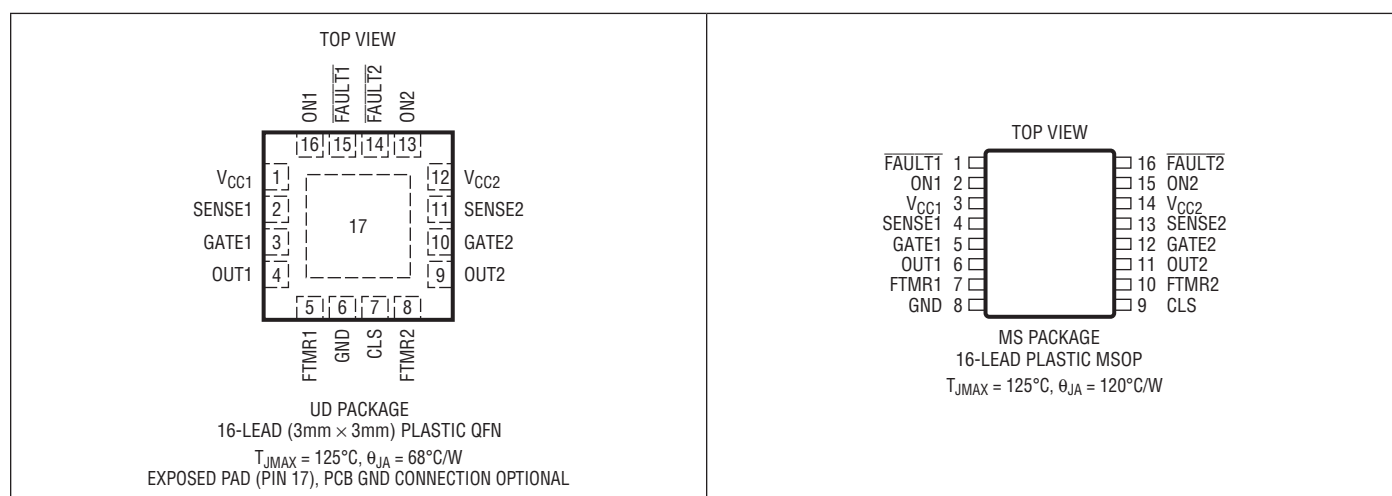 TOP VIEW
ON1
FAULT1
FAULT2
ON2
16 15 14 13
VCC1 1
12 VCC2
SENSE1 2
11 SENSE2
GATE1 3
10 GATE2
OUT1 4
9 OUT2
17
5 6 7 8
FTMR1
GND
CLS
FTMR2
UD PACKAGE
16-LEAD (3mm × 3mm) PLASTIC QFN
TJMAX = 125°C, θJA = 68°C/W
EXPOSED PAD (PIN 17), PCB GND CONNECTION OPTIONAL
TOP VIEW
FAULT1 1
16 FAULT2
ON1 2
15 ON2
VCC1 3
14 VCC2
SENSE1 4
13 SENSE2
GATE1 5
12 GATE2
OUT1 6
11 OUT2
FTMR1 7
10 FTMR2
GND 8
9 CLS
MS PACKAGE
16-LEAD PLASTIC MSOP
TJMAX = 125°C, θJA = 120°C/W